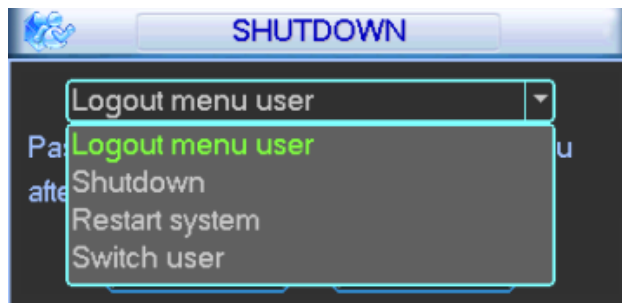 SHUTDOWN
Logout menu user
Logout menu user
Shutdown
Restart system
Switch user